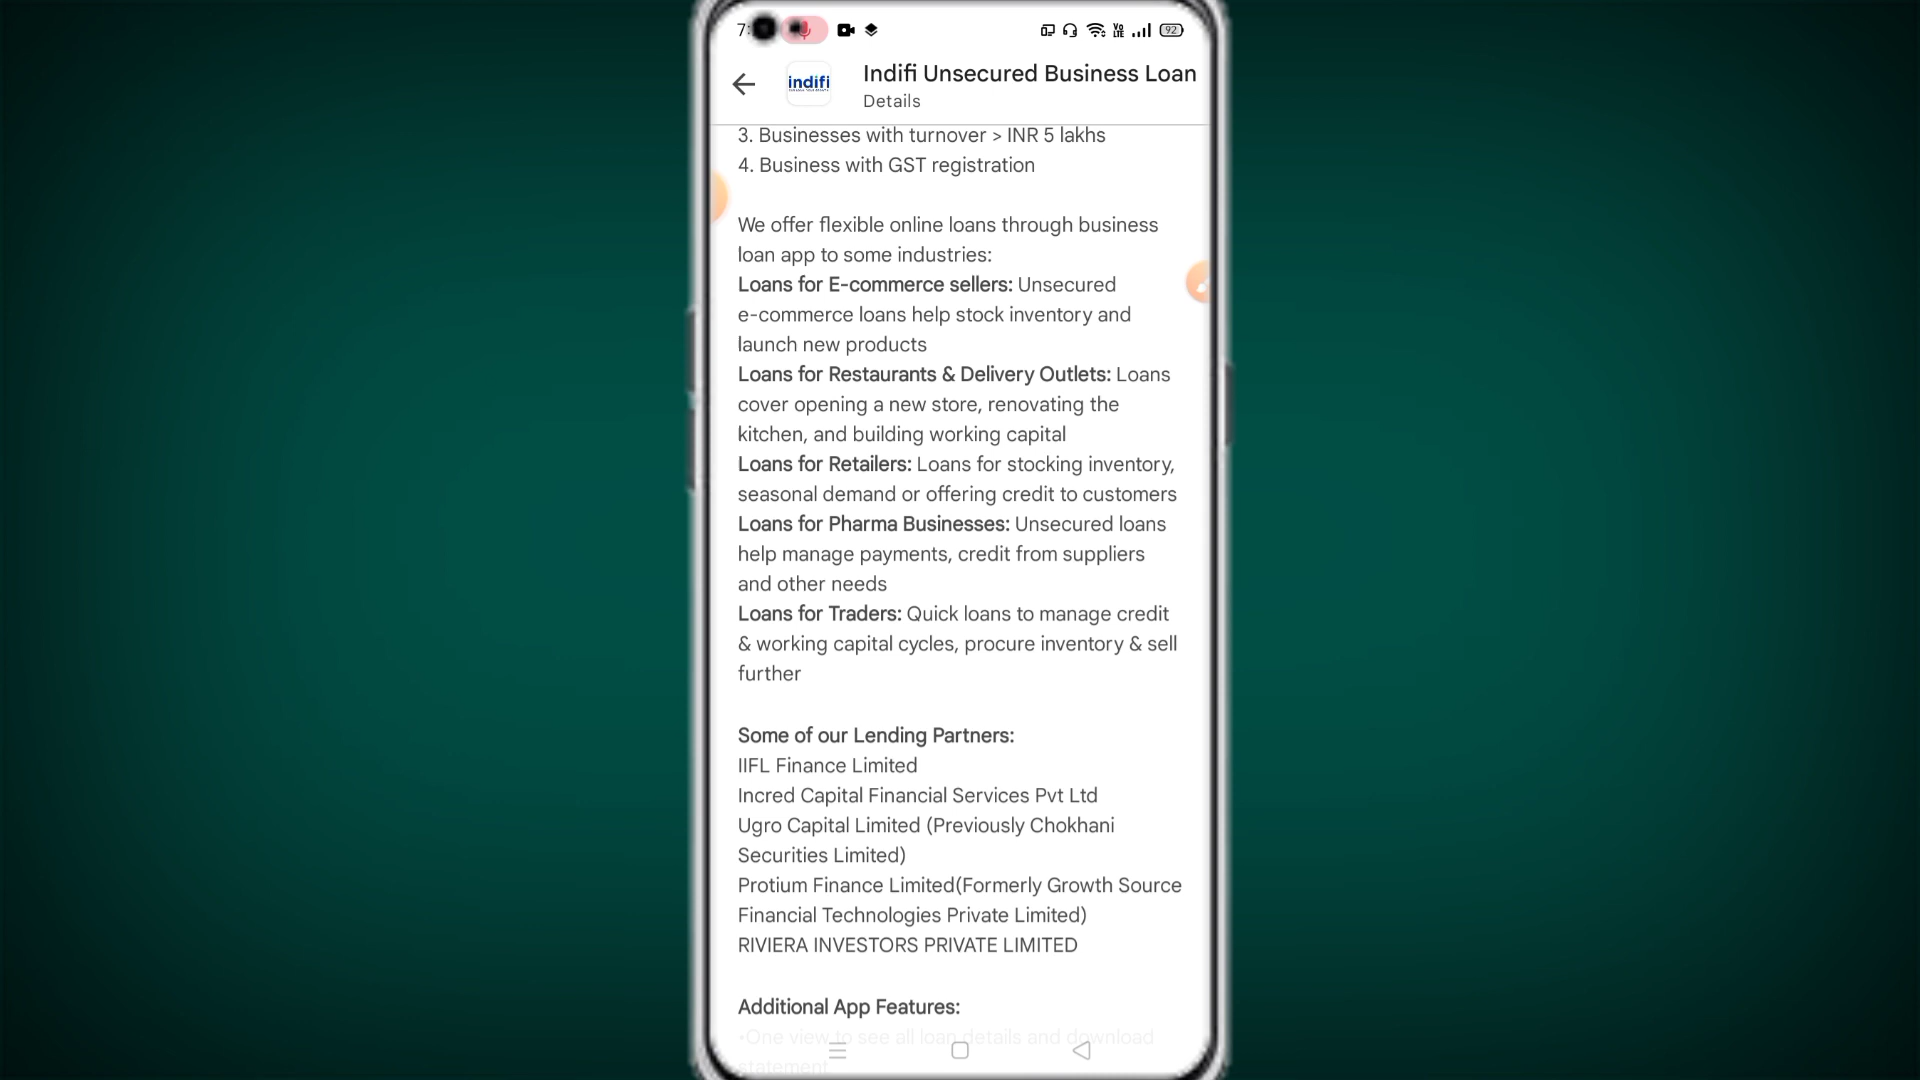 7:
92
indifi
Indifi Unsecured Business Loan
Details
3. Businesses with turnover > INR 5 lakhs
4. Business with GST registration
We offer flexible online loans through business
loan app to some industries:
Loans for E-commerce sellers: Unsecured
e-commerce loans help stock inventory and
launch new products
Loans for Restaurants & Delivery Outlets: Loans
cover opening a new store, renovating the
kitchen, and building working capital
Loans for Retailers: Loans for stocking inventory,
seasonal demand or offering credit to customers
Loans for Pharma Businesses: Unsecured loans
help manage payments, credit from suppliers
and other needs
Loans for Traders: Quick loans to manage credit
& working capital cycles, procure inventory & sell
further
Some of our Lending Partners:
IIFL Finance Limited
Incred Capital Financial Services Pvt Ltd
Ugro Capital Limited (Previously Chokhani
Securities Limited)
Protium Finance Limited(Formerly Growth Source
Financial Technologies Private Limited)
RIVIERA INVESTORS PRIVATE LIMITED
Additional App Features:
•One view to see all loan details and download
statement